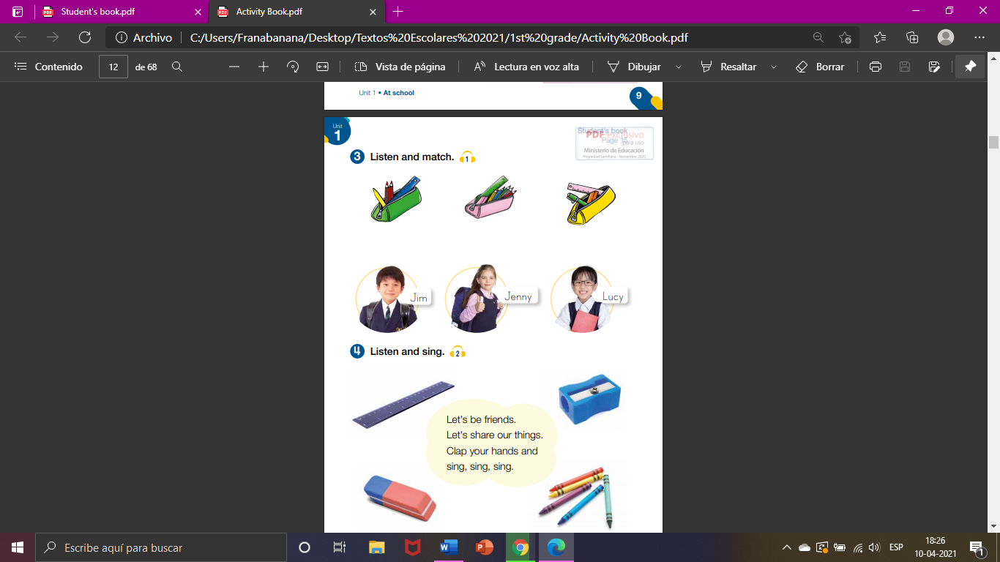 Student's book.pdf
Activity Book.pdf
Archivo
C:/Users/Franabanana/Desktop/Textos%20Escolares%202021/1st%20grade/Activity%20Book.pdf
Contenido
12
de 68
Vista de página
Lectura en voz alta
Dibujar
Resaltar
Borrar
Unit 1 • At school
9
Unit
1
Student's book
Page 15
PDF exclusivo
para uso
Ministerio de Educación
Propiedad Santillana - Noviembre 2020
3 Listen and match. 1
Jim
Jenny
Lucy
4 Listen and sing. 2
Let's be friends.
Let's share our things.
Clap your hands and
sing, sing, sing.
Escribe aquí para buscar
ESP
18:26
10-04-2021
1